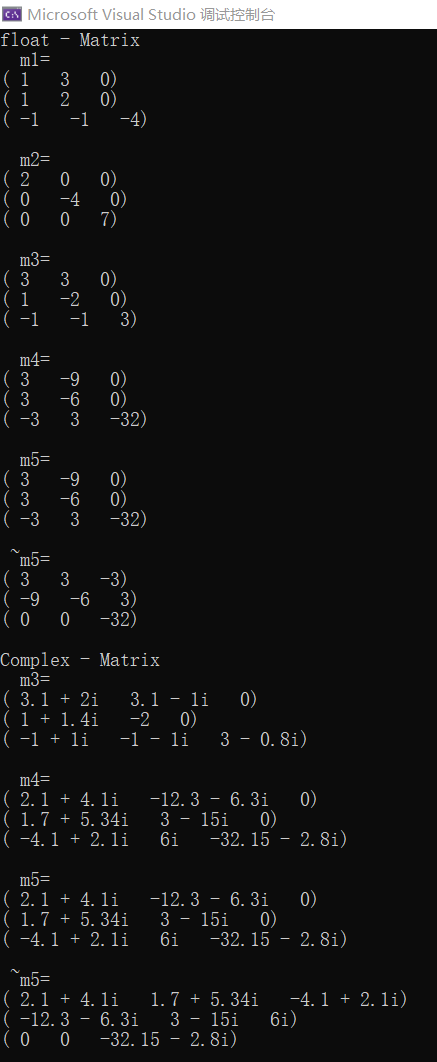 Microsoft Visual Studio 调试控制台
float - Matrix
m1=
( 1   3   0)
( 1   2   0)
( -1   -1   -4)
m2=
( 2   0   0)
( 0   -4   0)
( 0   0   7)
m3=
( 3   3   0)
( 1   -2   0)
( -1   -1   3)
m4=
( 3   -9   0)
( 3   -6   0)
( -3   3   -32)
m5=
( 3   -9   0)
( 3   -6   0)
( -3   3   -32)
~m5=
( 3   3   -3)
( -9   -6   3)
( 0   0   -32)
Complex - Matrix
m3=
( 3.1 + 2i   3.1 - 1i   0)
( 1 + 1.4i   -2   0)
( -1 + 1i   -1 - 1i   3 - 0.8i)
m4=
( 2.1 + 4.1i   -12.3 - 6.3i   0)
( 1.7 + 5.34i   3 - 15i   0)
( -4.1 + 2.1i   6i   -32.15 - 2.8i)
m5=
( 2.1 + 4.1i   -12.3 - 6.3i   0)
( 1.7 + 5.34i   3 - 15i   0)
( -4.1 + 2.1i   6i   -32.15 - 2.8i)
~m5=
( 2.1 + 4.1i   1.7 + 5.34i   -4.1 + 2.1i)
( -12.3 - 6.3i   3 - 15i   6i)
( 0   0   -32.15 - 2.8i)